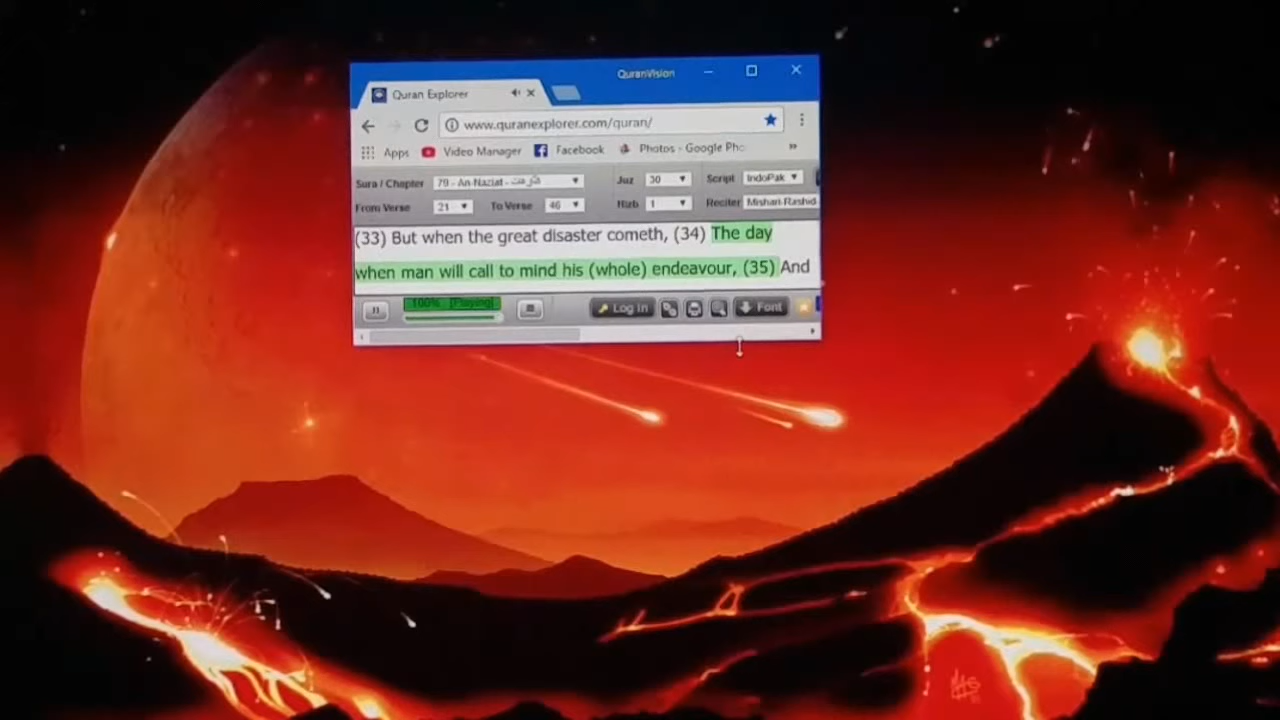 QuranVision
Quran Explorer
www.quranexplorer.com/quran/
Apps Video Manager Facebook Photos - Google Pho »
Sura / Chapter 79 - An-Naziat - Juz 30 Script IndoPak
From Verse 21 To Verse 46 Hizb 1 Reciter Mishari-Rashid
(33) But when the great disaster cometh, (34) The day
when man will call to mind his (whole) endeavour, (35) And
100% [Playing] Log In Font
MAS